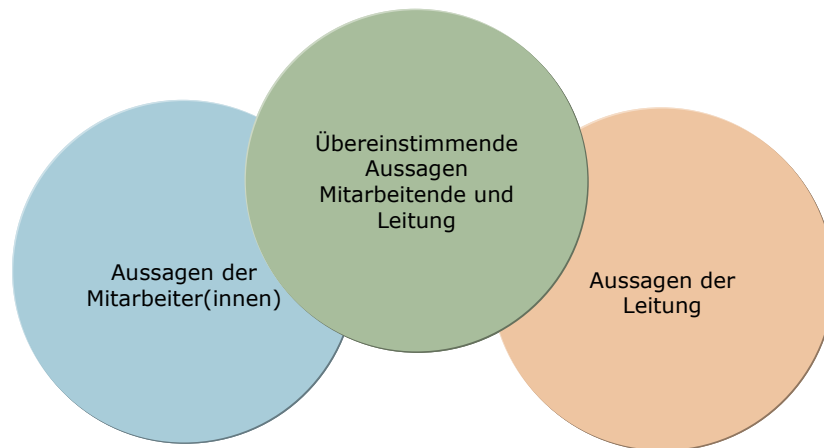 Übereinstimmende
Aussagen
Mitarbeitende und
Leitung
Aussagen der
Mitarbeiter(innen)
Aussagen der
Leitung